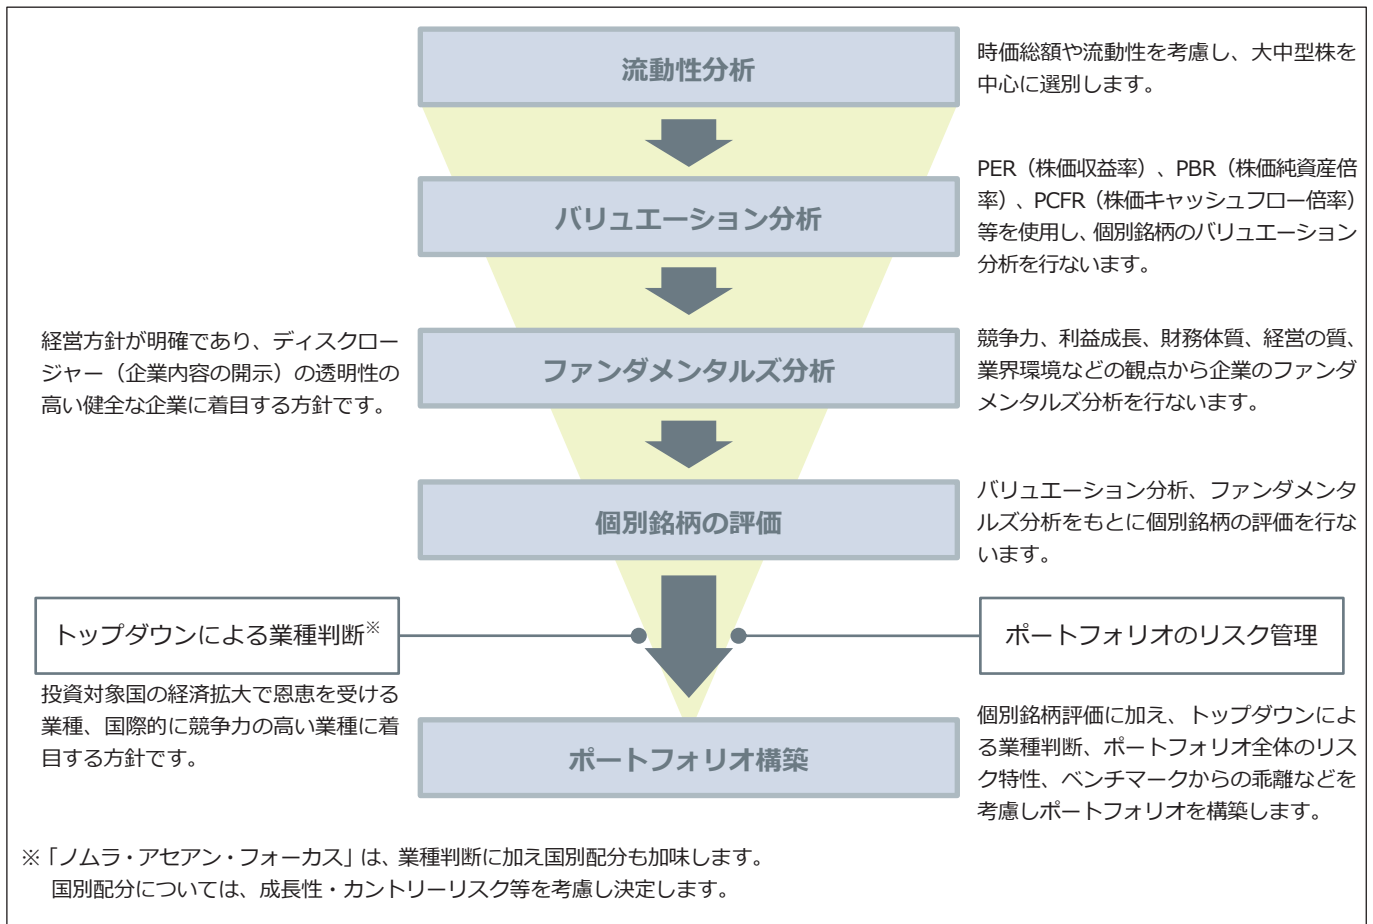 流動性分析
時価総額や流動性を考慮し、大中型株を
中心に選別します。
バリュエーション分析
PER（株価収益率）、PBR（株価純資産倍
率）、PCFR（株価キャッシュフロー倍率）
等を使用し、個別銘柄のバリュエーション
分析を行ないます。
経営方針が明確であり、ディスクロー
ジャー（企業内容の開示）の透明性の
高い健全な企業に着目する方針です。
ファンダメンタルズ分析
競争力、利益成長、財務体質、経営の質、
業界環境などの観点から企業のファンダ
メンタルズ分析を行ないます。
個別銘柄の評価
バリュエーション分析、ファンダメンタ
ルズ分析をもとに個別銘柄の評価を行な
います。
トップダウンによる業種判断※
ポートフォリオのリスク管理
投資対象国の経済拡大で恩恵を受ける
業種、国際的に競争力の高い業種に着
目する方針です。
ポートフォリオ構築
個別銘柄評価に加え、トップダウンによ
る業種判断、ポートフォリオ全体のリス
ク特性、ベンチマークからの乖離などを
考慮しポートフォリオを構築します。
※「ノムラ・アセアン・フォーカス」は、業種判断に加え国別配分も加味します。
国別配分については、成長性・カントリーリスク等を考慮し決定します。